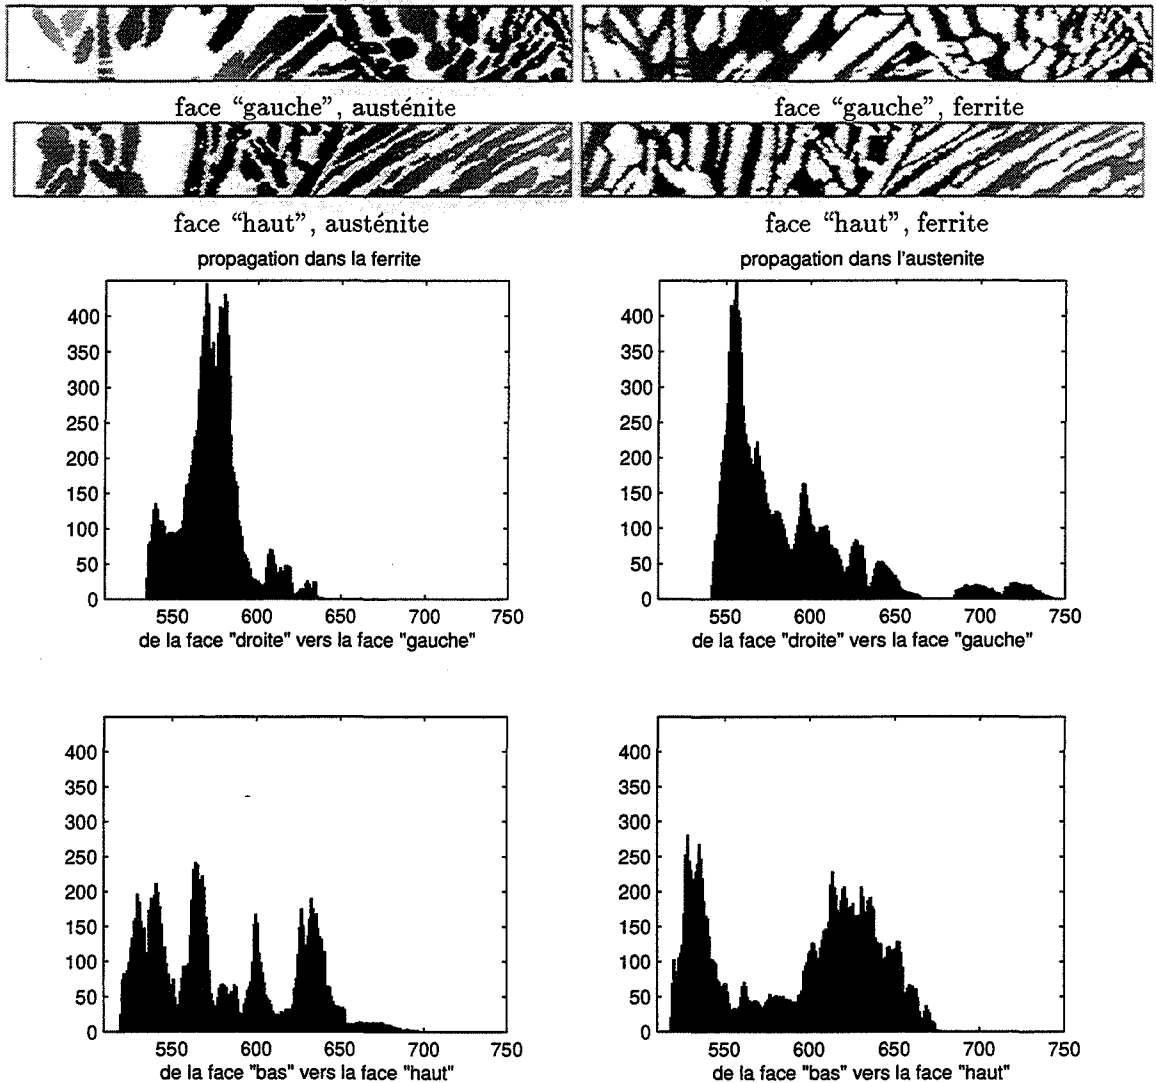 face “gauche”, austénite
face “gauche”, ferrite
face “haut”, austénite
face “haut”, ferrite
propagation dans la ferrite
400
350
300
250
200
150
100
50
0
550 600 650 700 750
de la face "droite" vers la face "gauche"
propagation dans l'austenite
400
350
300
250
200
150
100
50
0
550 600 650 700 750
de la face "droite" vers la face "gauche"
400
350
300
250
200
150
100
50
0
550 600 650 700 750
de la face "bas" vers la face "haut"
400
350
300
250
200
150
100
50
0
550 600 650 700 750
de la face "bas" vers la face "haut"